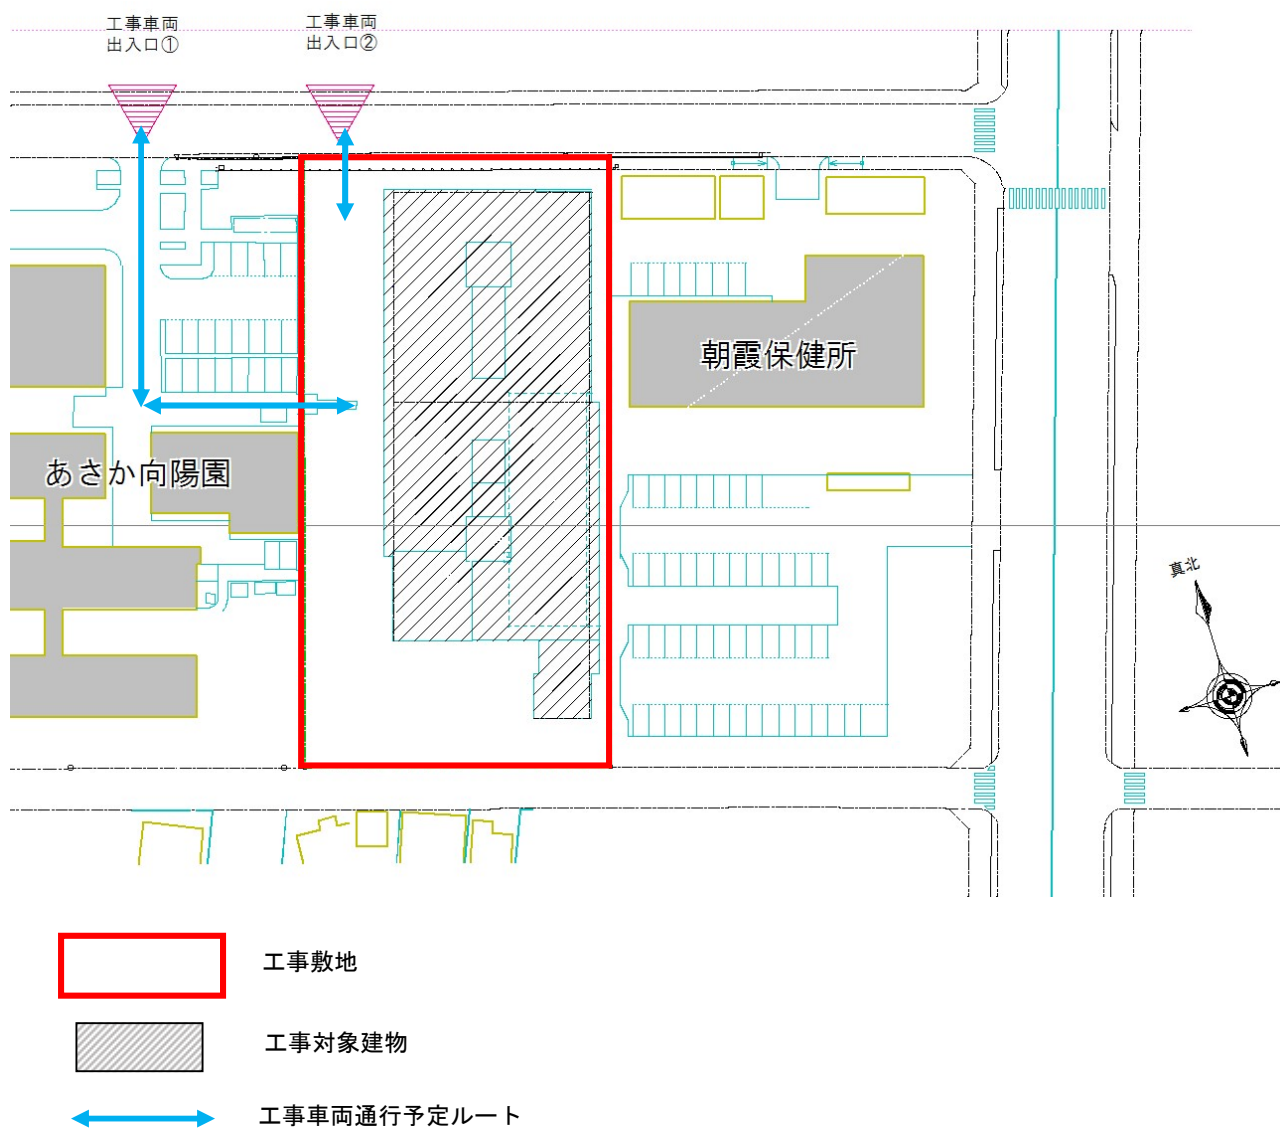 工事車両
出入口①
工事車両
出入口②
朝霞保健所
あさか向陽園
真北
工事敷地
工事対象建物
工事車両通行予定ルート